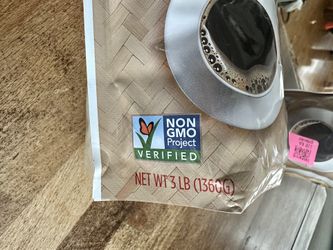 NON
GMO
Project
VERIFIED
NET WT 3 LB (1360G)